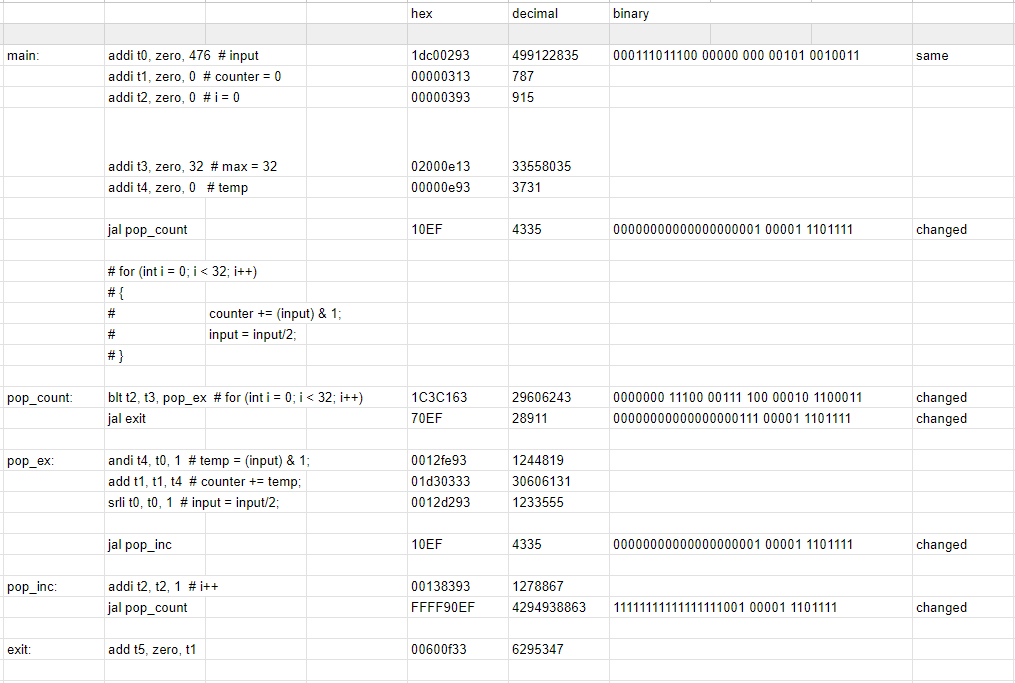 hex decimal binary
main: addi t0, zero, 476 # input 1dc00293 499122835 000111011100 00000 000 00101 0010011 same
addi t1, zero, 0 # counter = 0 00000313 787
addi t2, zero, 0 # i = 0 00000393 915
addi t3, zero, 32 # max = 32 02000e13 33558035
addi t4, zero, 0 # temp 00000e93 3731
jal pop_count 10EF 4335 00000000000000000001 00001 1101111 changed
# for (int i = 0; i < 32; i++)
# {
# counter += (input) & 1;
# input = input/2;
# }
pop_count: blt t2, t3, pop_ex # for (int i = 0; i < 32; i++) 1C3C163 29606243 0000000 11100 00111 100 00010 1100011 changed
jal exit 70EF 28911 00000000000000000111 00001 1101111 changed
pop_ex: andi t4, t0, 1 # temp = (input) & 1; 0012fe93 1244819
add t1, t1, t4 # counter += temp; 01d30333 30606131
srli t0, t0, 1 # input = input/2; 0012d293 1233555
jal pop_inc 10EF 4335 00000000000000000001 00001 1101111 changed
pop_inc: addi t2, t2, 1 # i++ 00138393 1278867
jal pop_count FFFF90EF 4294938863 11111111111111111001 00001 1101111 changed
exit: add t5, zero, t1 00600f33 6295347